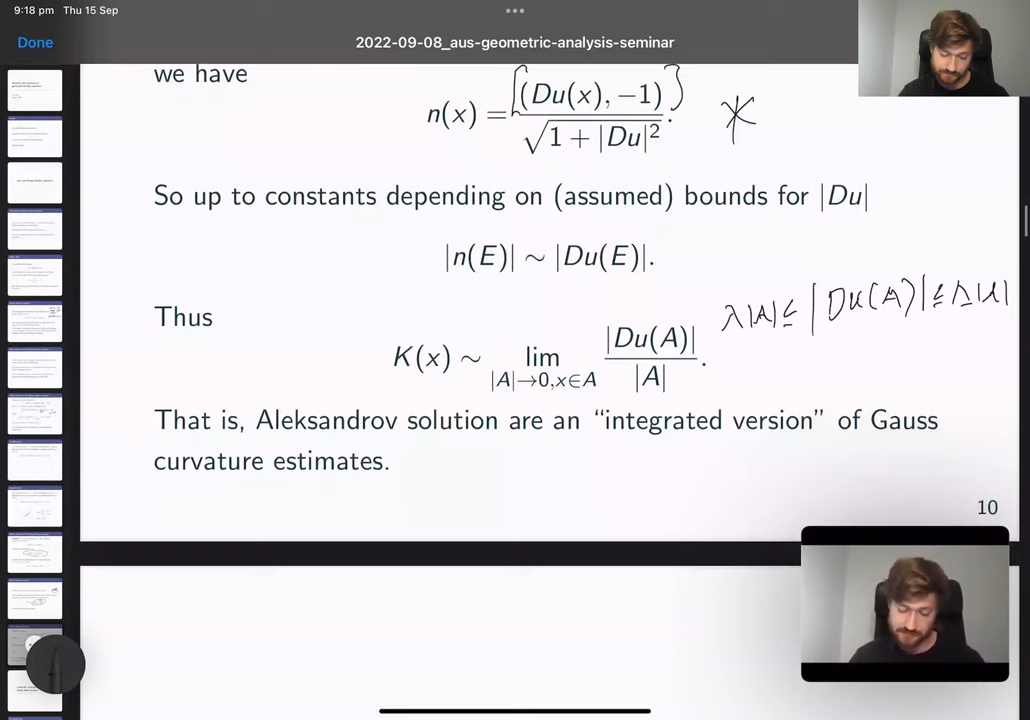 9:18 pm Thu 15 Sep
Done
2022-09-08_aus-geometric-analysis-seminar
we have
n(x) = (Du(x), −1) / √1 + |Du|² .
So up to constants depending on (assumed) bounds for |Du|
|n(E)| ∼ |Du(E)|.
λ|A| ≤ |Du(A)| ≤ Λ|A|
Thus
K(x) ∼ lim |A|→0,x∈A |Du(A)| / |A| .
That is, Aleksandrov solution are an “integrated version” of Gauss
curvature estimates.
10